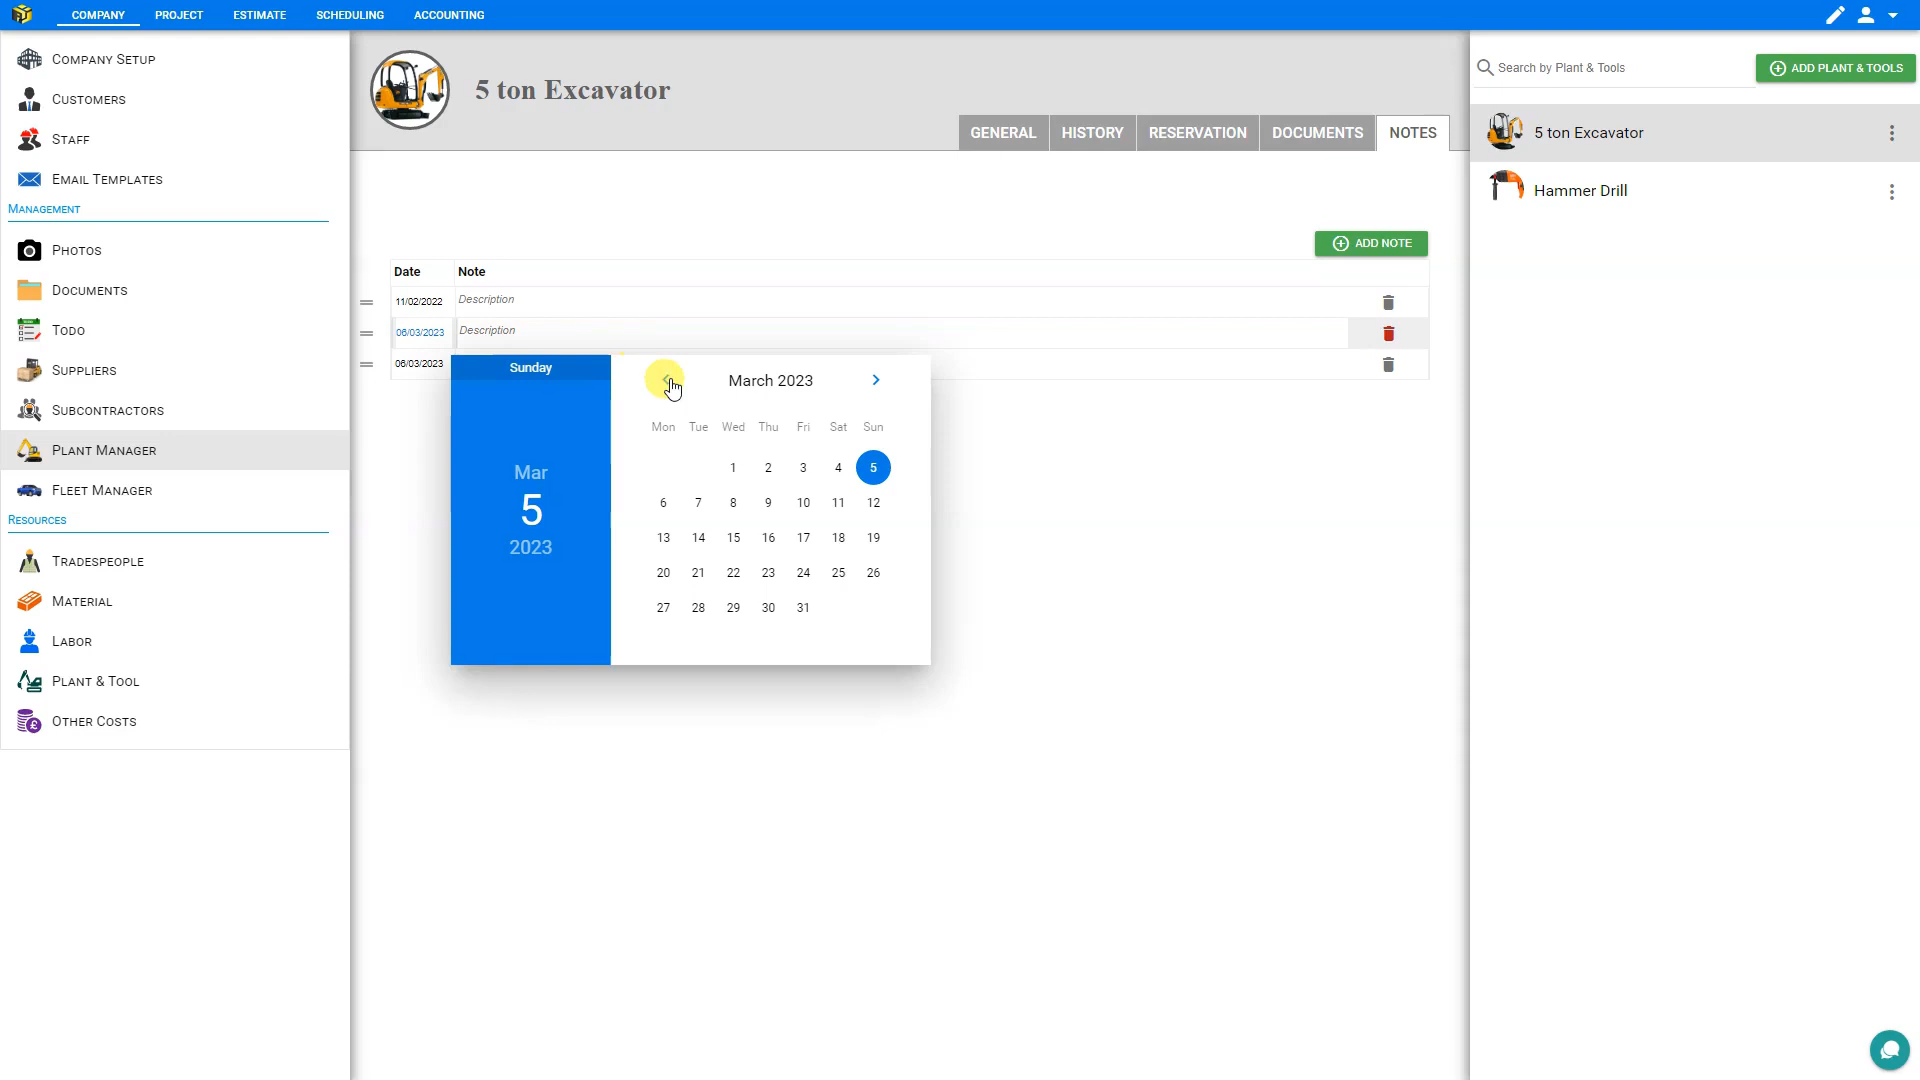 COMPANY PROJECT ESTIMATE SCHEDULING ACCOUNTING
COMPANY SETUP
CUSTOMERS
STAFF
EMAIL TEMPLATES
MANAGEMENT
PHOTOS
DOCUMENTS
TODO
SUPPLIERS
SUBCONTRACTORS
PLANT MANAGER
FLEET MANAGER
RESOURCES
TRADESPEOPLE
MATERIAL
LABOR
PLANT & TOOL
OTHER COSTS
5 ton Excavator
GENERAL HISTORY RESERVATION DOCUMENTS NOTES
ADD NOTE
Date Note
11/02/2022 Description
06/03/2023 Description
06/03/2023
Sunday
Mar
5
2023
March 2023
Mon Tue Wed Thu Fri Sat Sun
1 2 3 4 5
6 7 8 9 10 11 12
13 14 15 16 17 18 19
20 21 22 23 24 25 26
27 28 29 30 31
Search by Plant & Tools
ADD PLANT & TOOLS
5 ton Excavator
Hammer Drill